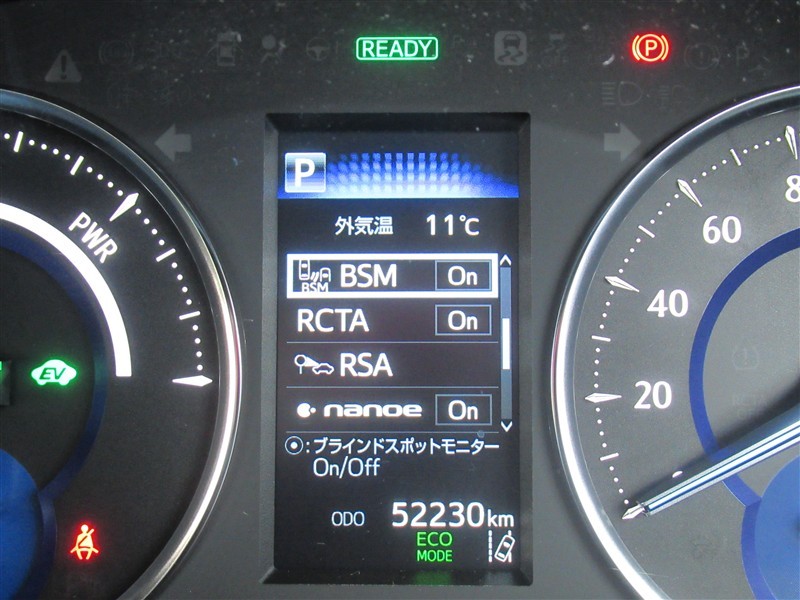 READY
P
P
外気温 11℃
PWR
BSM BSM On
RCTA On
RSA
nanoe On
:ブラインドスポットモニター
On/Off
ODO 52230km
ECO
MODE
EV
80
60
40
20